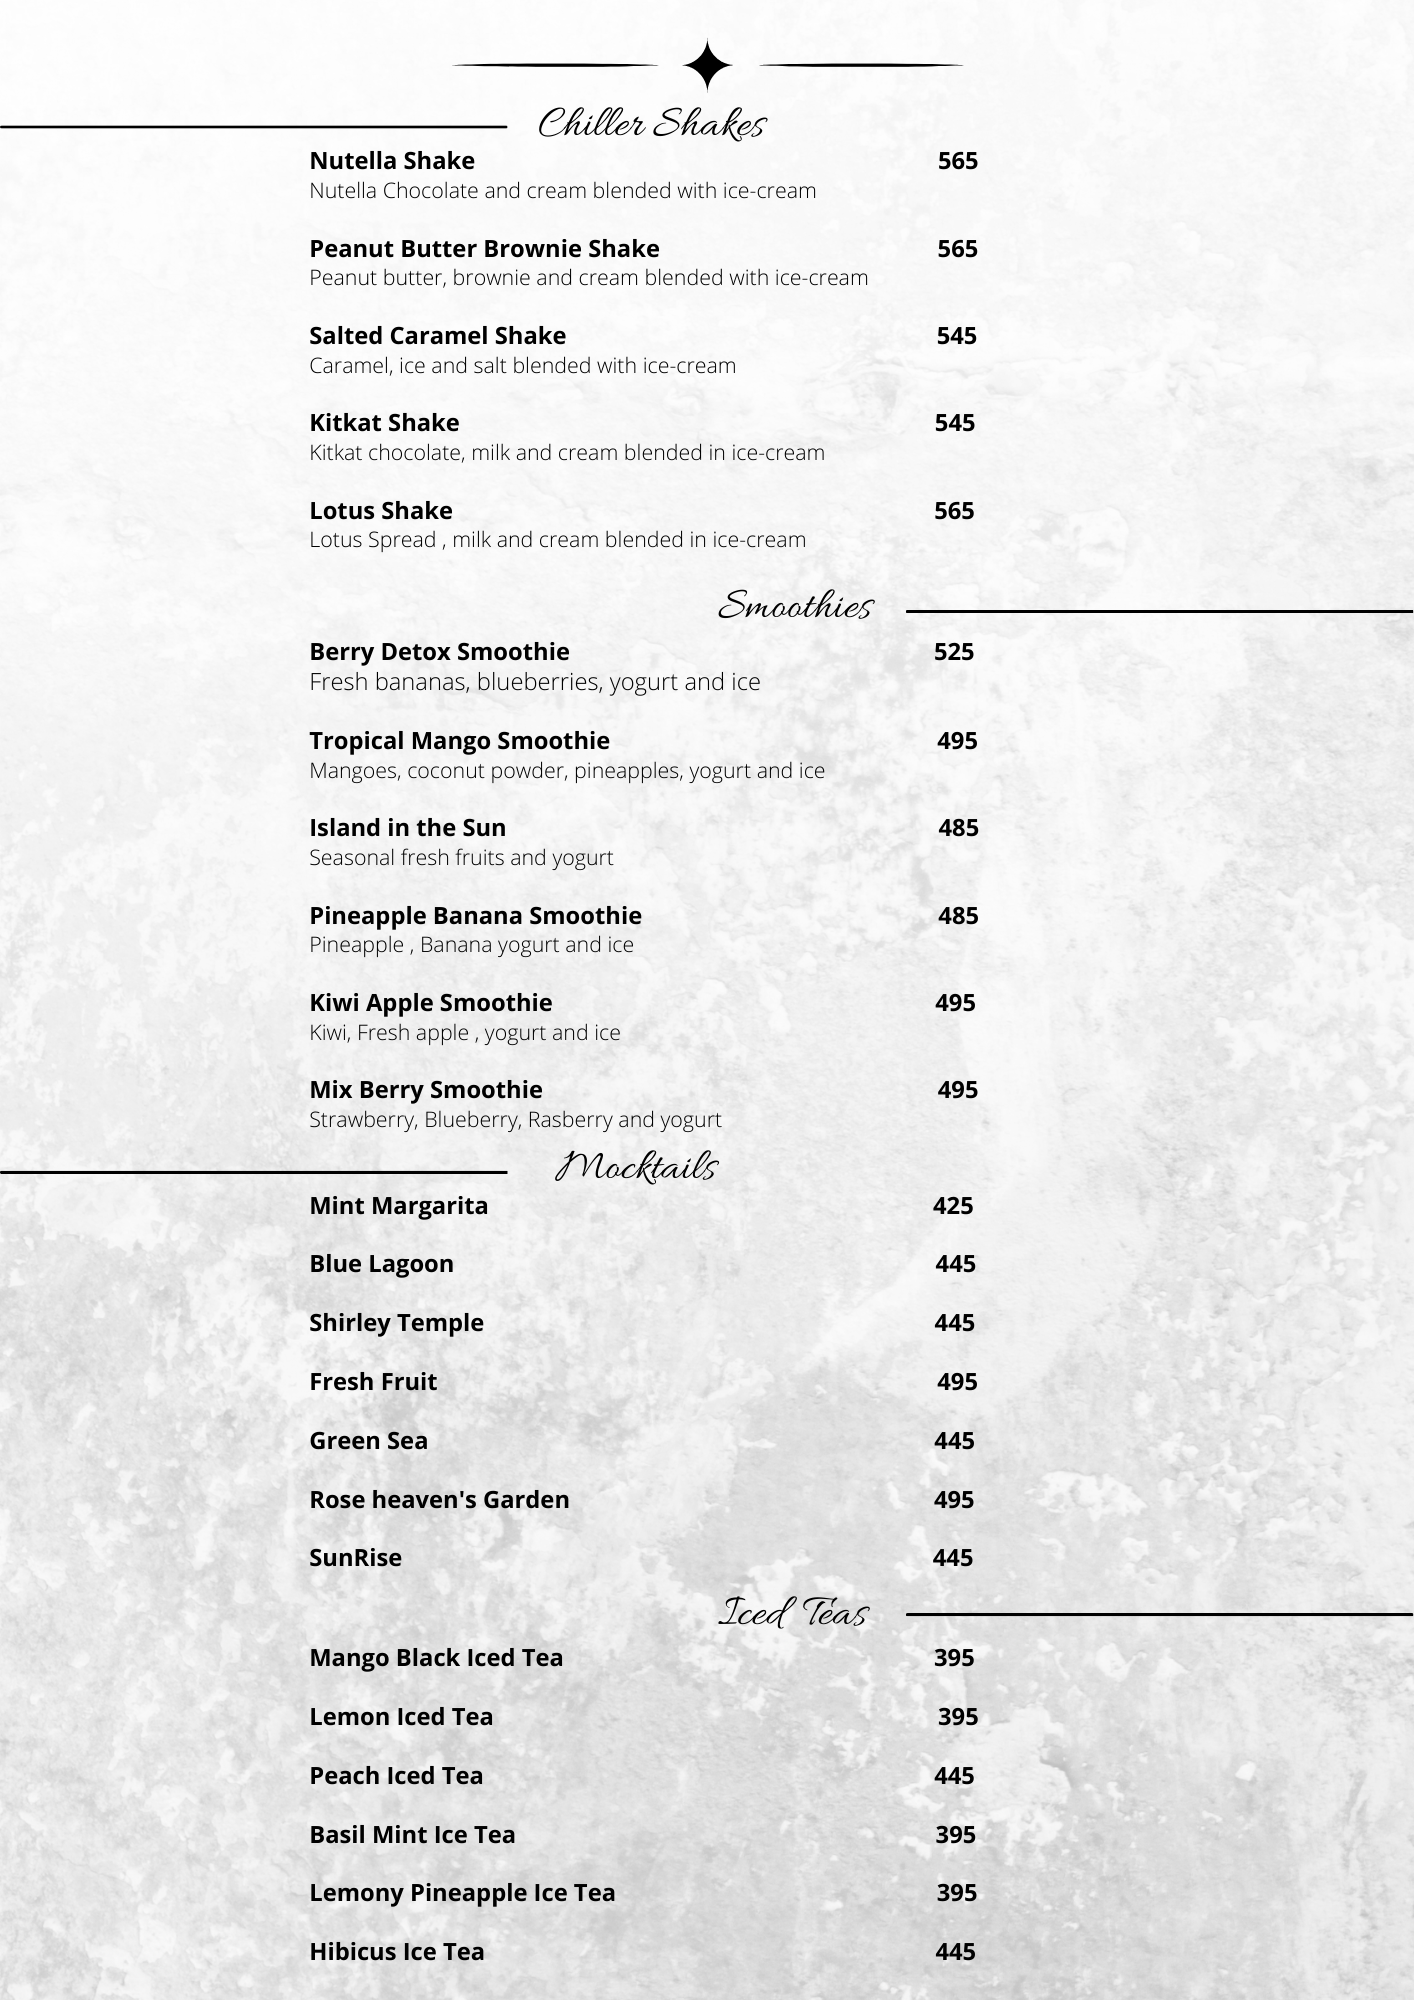 Chiller Shakes
Nutella Shake 565
Nutella Chocolate and cream blended with ice-cream
Peanut Butter Brownie Shake 565
Peanut butter, brownie and cream blended with ice-cream
Salted Caramel Shake 545
Caramel, ice and salt blended with ice-cream
Kitkat Shake 545
Kitkat chocolate, milk and cream blended in ice-cream
Lotus Shake 565
Lotus Spread , milk and cream blended in ice-cream
Smoothies
Berry Detox Smoothie 525
Fresh bananas, blueberries, yogurt and ice
Tropical Mango Smoothie 495
Mangoes, coconut powder, pineapples, yogurt and ice
Island in the Sun 485
Seasonal fresh fruits and yogurt
Pineapple Banana Smoothie 485
Pineapple , Banana yogurt and ice
Kiwi Apple Smoothie 495
Kiwi, Fresh apple , yogurt and ice
Mix Berry Smoothie 495
Strawberry, Blueberry, Rasberry and yogurt
Mocktails
Mint Margarita 425
Blue Lagoon 445
Shirley Temple 445
Fresh Fruit 495
Green Sea 445
Rose heaven's Garden 495
SunRise 445
Iced Teas
Mango Black Iced Tea 395
Lemon Iced Tea 395
Peach Iced Tea 445
Basil Mint Ice Tea 395
Lemony Pineapple Ice Tea 395
Hibicus Ice Tea 445